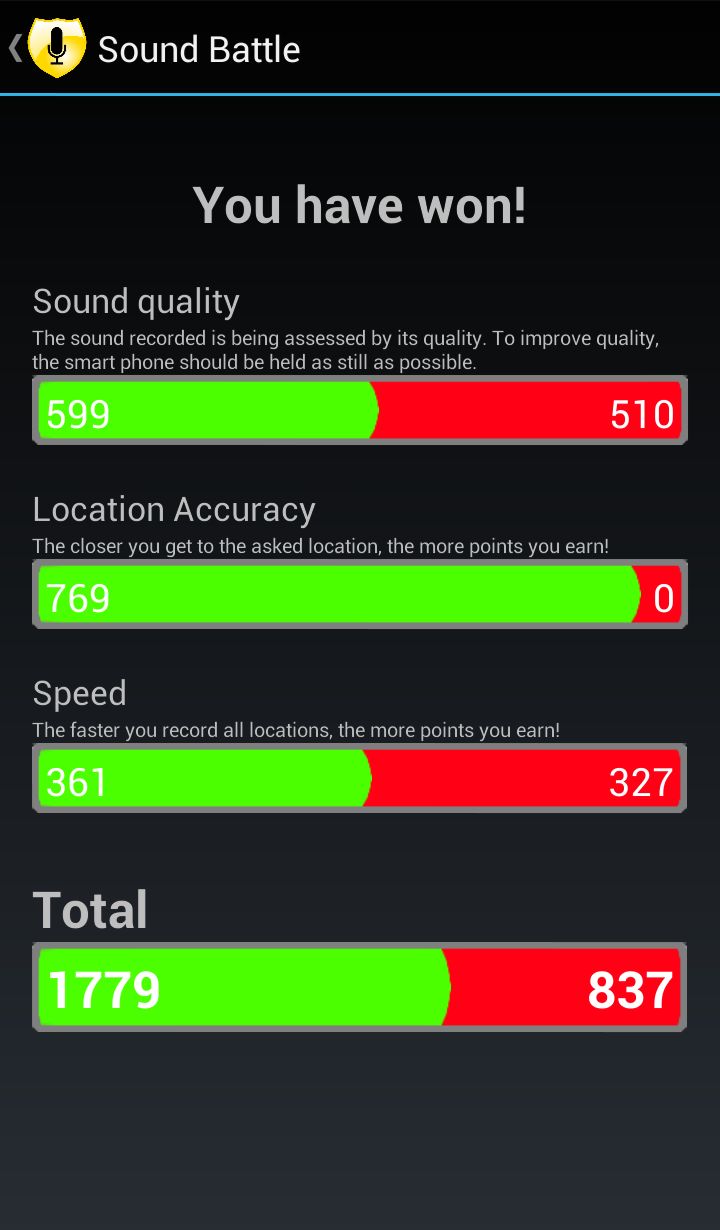 Sound Battle
You have won!
Sound quality
The sound recorded is being assessed by its quality. To improve quality,
the smart phone should be held as still as possible.
599 510
Location Accuracy
The closer you get to the asked location, the more points you earn!
769 0
Speed
The faster you record all locations, the more points you earn!
361 327
Total
1779 837